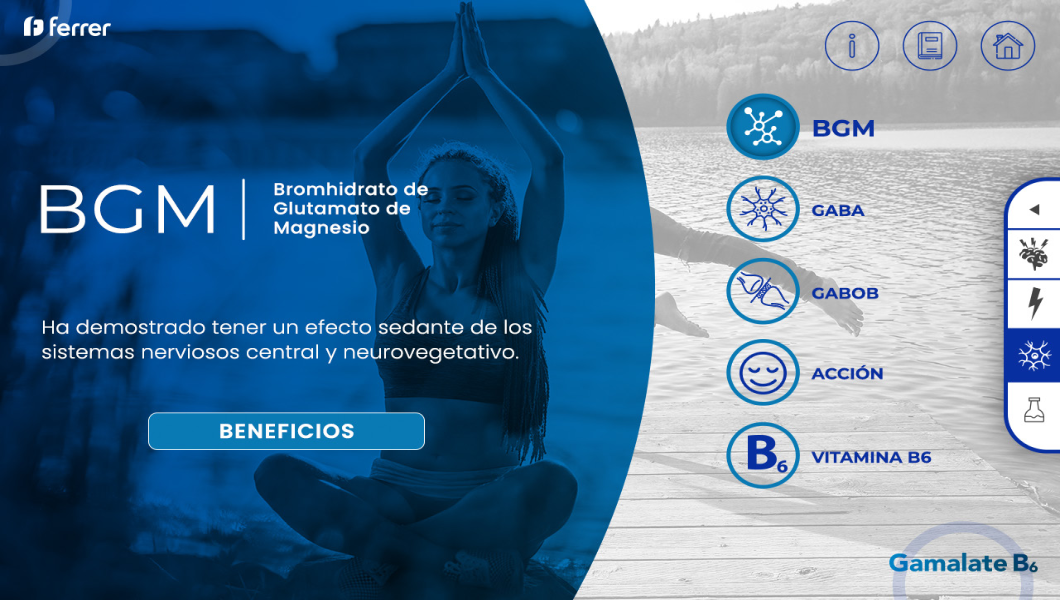 ferrer
BGM
Bromhidrato de
Glutamato de
Magnesio
Ha demostrado tener un efecto sedante de los
sistemas nerviosos central y neurovegetativo.
BENEFICIOS
BGM
GABA
GABOB
ACCIÓN
B6
VITAMINA B6
Gamalate B6